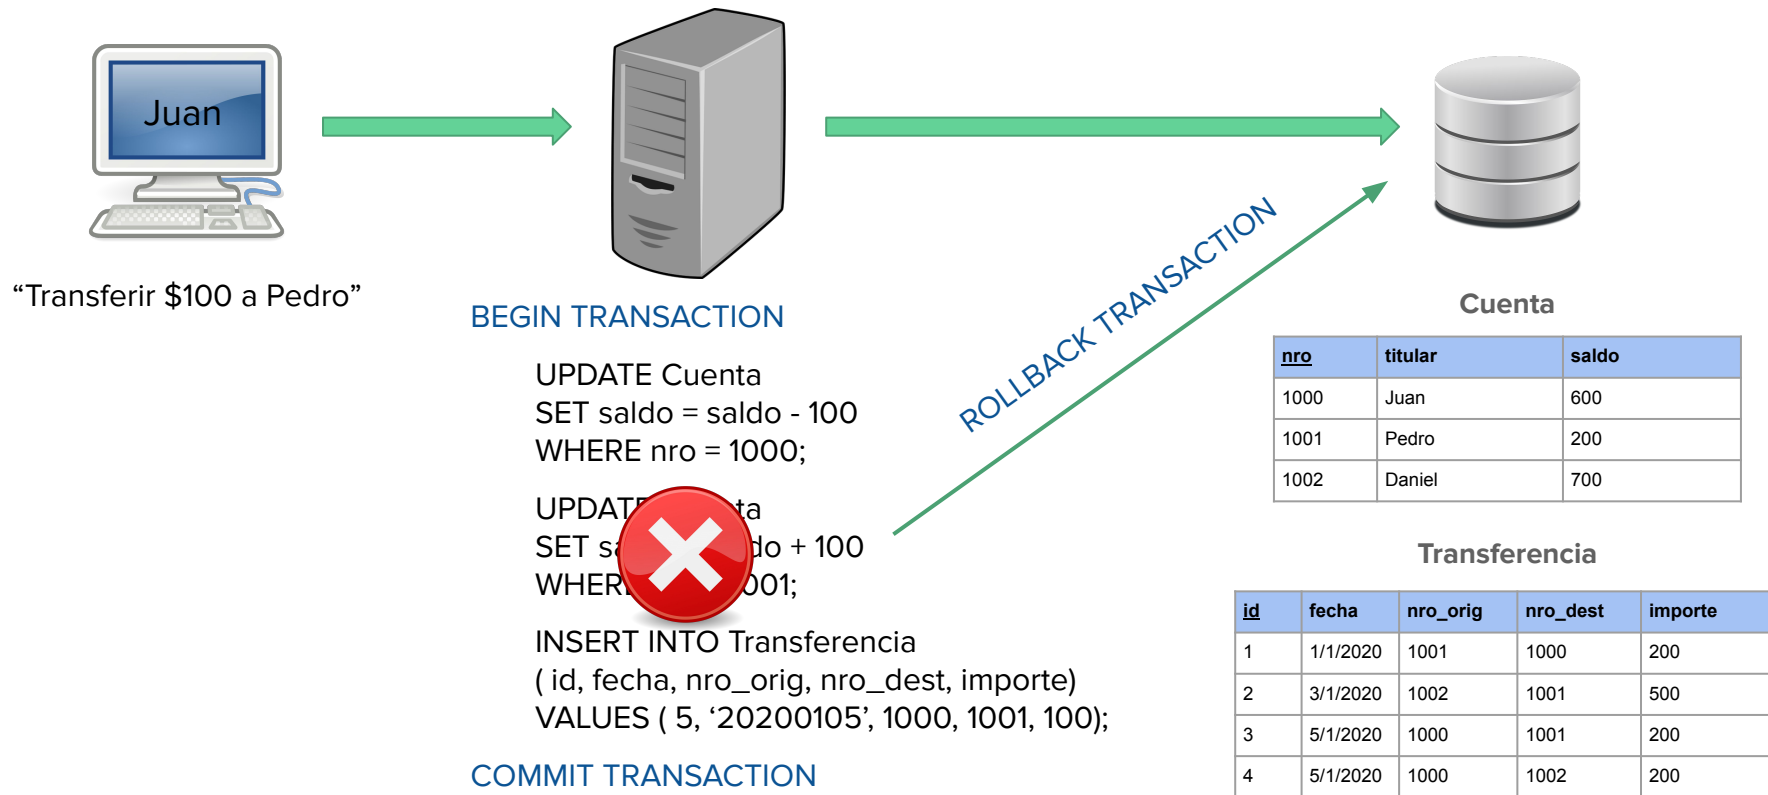 Juan
“Transferir $100 a Pedro”
BEGIN TRANSACTION
UPDATE Cuenta
SET saldo = saldo - 100
WHERE nro = 1000;
UPDATE ta
SET do + 100
001;
INSERT INTO Transferencia
( id, fecha, nro_orig, nro_dest, importe)
VALUES ( 5, ‘20200105’, 1000, 1001, 100);
COMMIT TRANSACTION
ROLLBACK TRANSACTION
Cuenta
nro titular saldo
1000 Juan 600
1001 Pedro 200
1002 Daniel 700
Transferencia
id fecha nro_orig nro_dest importe
1 1/1/2020 1001 1000 200
2 3/1/2020 1002 1001 500
3 5/1/2020 1000 1001 200
4 5/1/2020 1000 1002 200